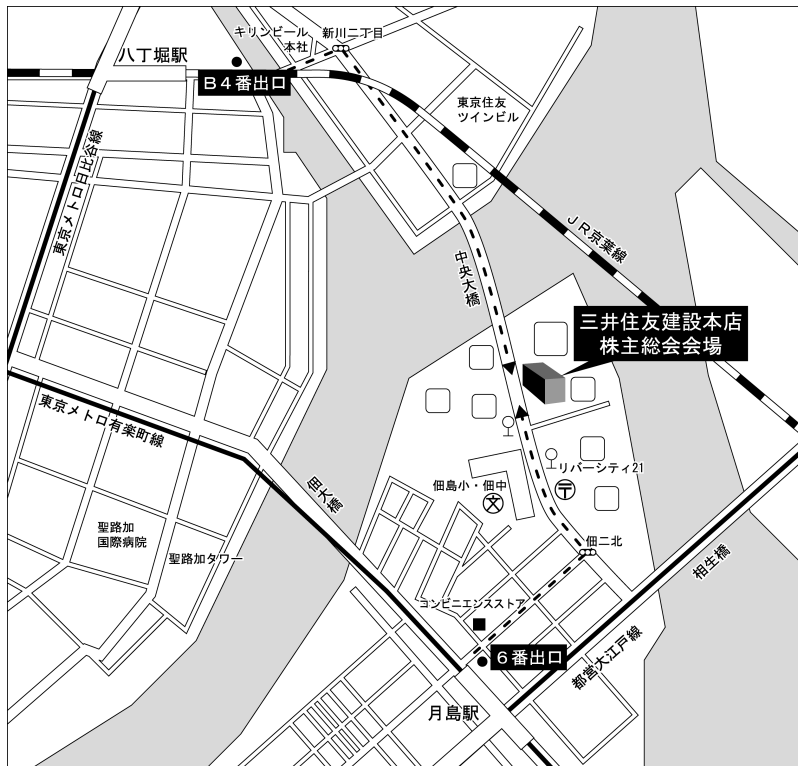 キリンビール
本社
新川二丁目
八丁堀駅
B4番出口
東京住友
ツインビル
東京メトロ日比谷線
JR京葉線
中央大橋
三井住友建設本店
株主総会会場
東京メトロ有楽町線
佃大橋
リバーシティ21
佃島小・佃中
文
〒
聖路加
国際病院
聖路加タワー
佃二北
相生橋
コンビニエンスストア
6番出口
都営大江戸線
月島駅